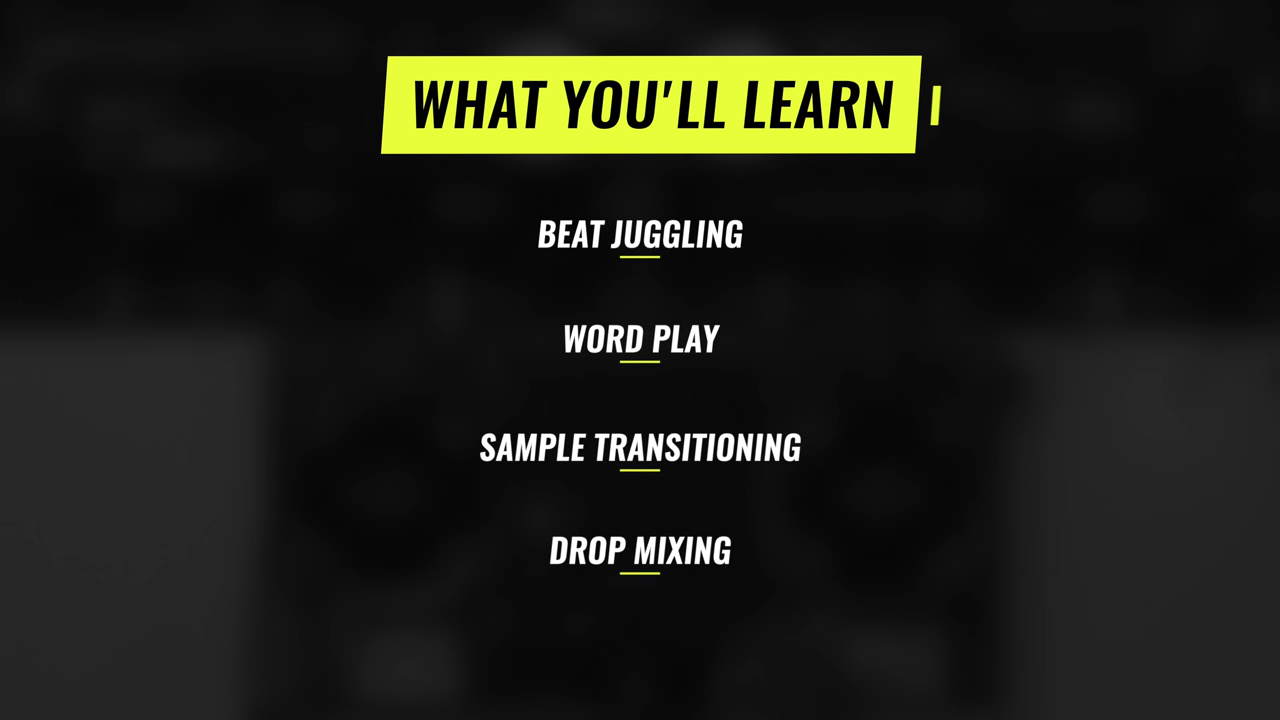 WHAT YOU'LL LEARN
BEAT JUGGLING
WORD PLAY
SAMPLE TRANSITIONING
DROP MIXING